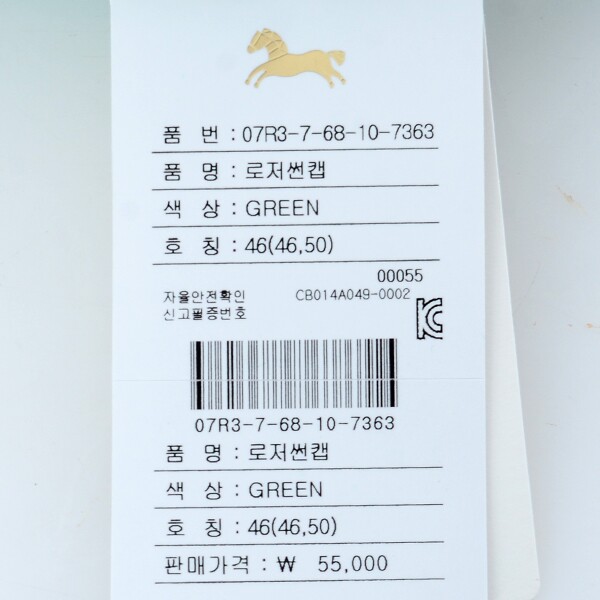 품 번 : 07R3-7-68-10-7363
품 명 : 로저썬캡
색 상 : GREEN
호 칭 : 46(46,50)
00055
자율안전확인 CB014A049-0002
신고필증번호
KC
07R3-7-68-10-7363
품 명 : 로저썬캡
색 상 : GREEN
호 칭 : 46(46,50)
판매가격 : ₩ 55,000